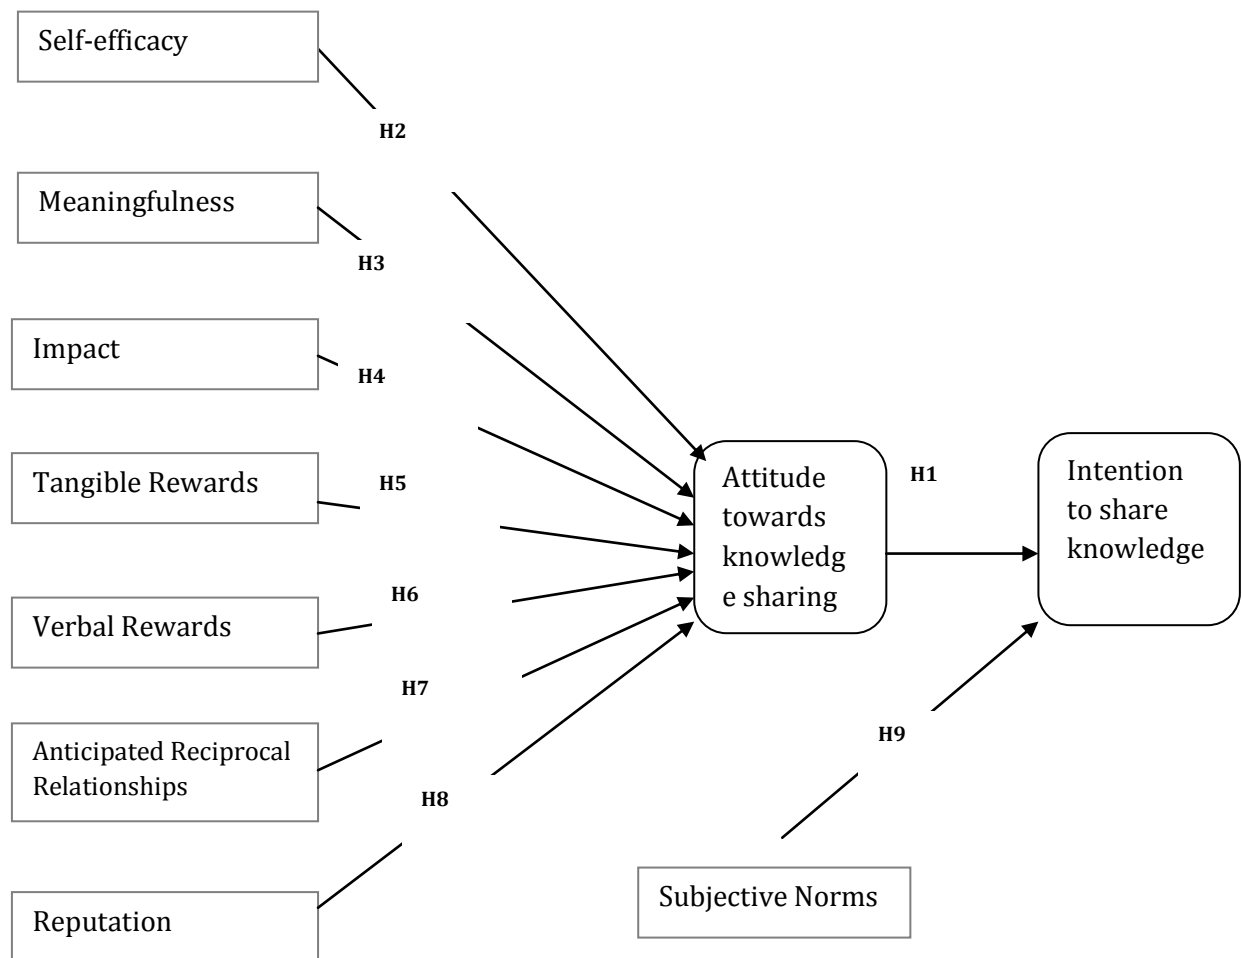 Self-efficacy
H2
Meaningfulness
H3
Impact
H4
Tangible Rewards
H5
Verbal Rewards
H6
Anticipated Reciprocal
Relationships
H7
Reputation
H8
Attitude
towards
knowledg
e sharing
H1
Intention
to share
knowledge
H9
Subjective Norms